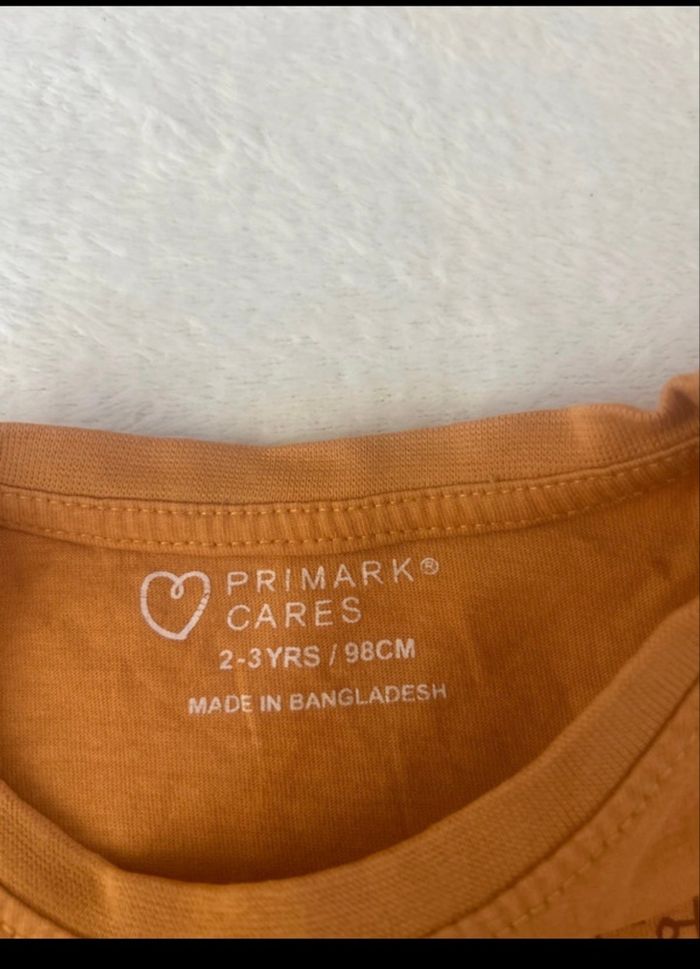 PRIMARK®
CARES
2-3YRS / 98CM
MADE IN BANGLADESH